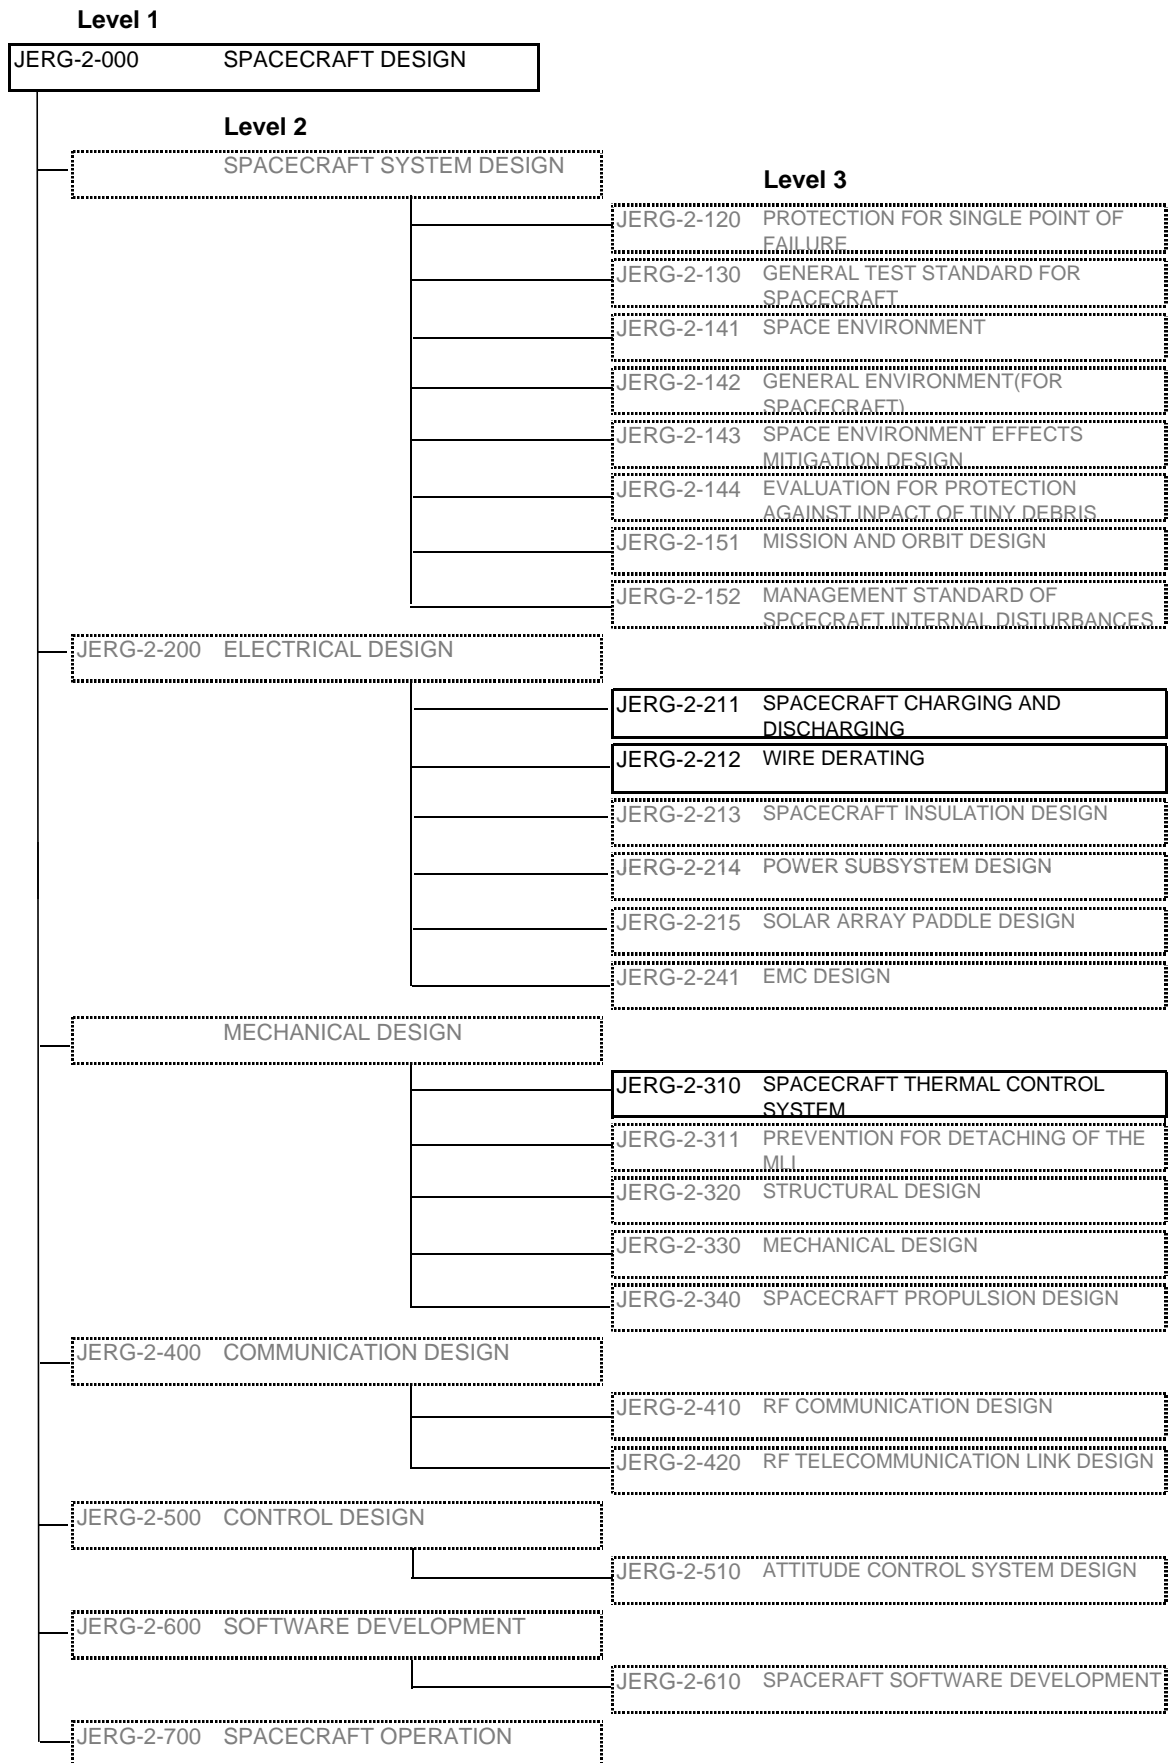 Level 1
JERG-2-000 SPACECRAFT DESIGN
Level 2
SPACECRAFT SYSTEM DESIGN
Level 3
JERG-2-120 PROTECTION FOR SINGLE POINT OF
FAILURE
JERG-2-130 GENERAL TEST STANDARD FOR
SPACECRAFT
JERG-2-141 SPACE ENVIRONMENT
JERG-2-142 GENERAL ENVIRONMENT(FOR
SPACECRAFT)
JERG-2-143 SPACE ENVIRONMENT EFFECTS
MITIGATION DESIGN
JERG-2-144 EVALUATION FOR PROTECTION
AGAINST INPACT OF TINY DEBRIS
JERG-2-151 MISSION AND ORBIT DESIGN
JERG-2-152 MANAGEMENT STANDARD OF
SPCECRAFT INTERNAL DISTURBANCES
JERG-2-200 ELECTRICAL DESIGN
JERG-2-211 SPACECRAFT CHARGING AND
DISCHARGING
JERG-2-212 WIRE DERATING
JERG-2-213 SPACECRAFT INSULATION DESIGN
JERG-2-214 POWER SUBSYSTEM DESIGN
JERG-2-215 SOLAR ARRAY PADDLE DESIGN
JERG-2-241 EMC DESIGN
MECHANICAL DESIGN
JERG-2-310 SPACECRAFT THERMAL CONTROL
SYSTEM
JERG-2-311 PREVENTION FOR DETACHING OF THE
MLI
JERG-2-320 STRUCTURAL DESIGN
JERG-2-330 MECHANICAL DESIGN
JERG-2-340 SPACECRAFT PROPULSION DESIGN
JERG-2-400 COMMUNICATION DESIGN
JERG-2-410 RF COMMUNICATION DESIGN
JERG-2-420 RF TELECOMMUNICATION LINK DESIGN
JERG-2-500 CONTROL DESIGN
JERG-2-510 ATTITUDE CONTROL SYSTEM DESIGN
JERG-2-600 SOFTWARE DEVELOPMENT
JERG-2-610 SPACERAFT SOFTWARE DEVELOPMENT
JERG-2-700 SPACECRAFT OPERATION